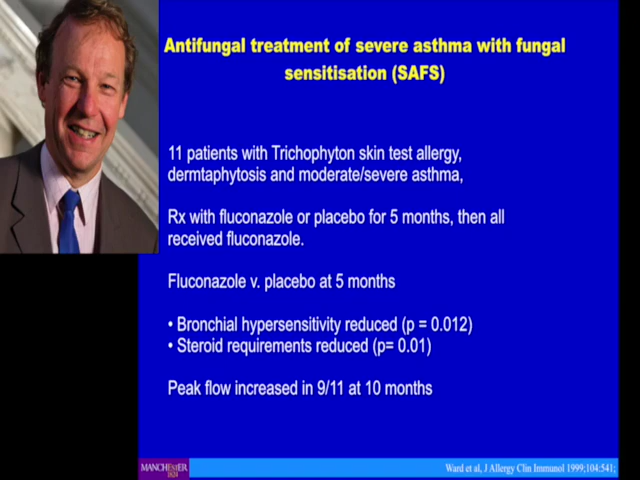 Antifungal treatment of severe asthma with fungal
sensitisation (SAFS)
11 patients with Trichophyton skin test allergy,
dermtaphytosis and moderate/severe asthma,
Rx with fluconazole or placebo for 5 months, then all
received fluconazole.
Fluconazole v. placebo at 5 months
• Bronchial hypersensitivity reduced (p = 0.012)
• Steroid requirements reduced (p= 0.01)
Peak flow increased in 9/11 at 10 months
MANCHESTER
1824
Ward et al, J Allergy Clin Immunol 1999;104:541;